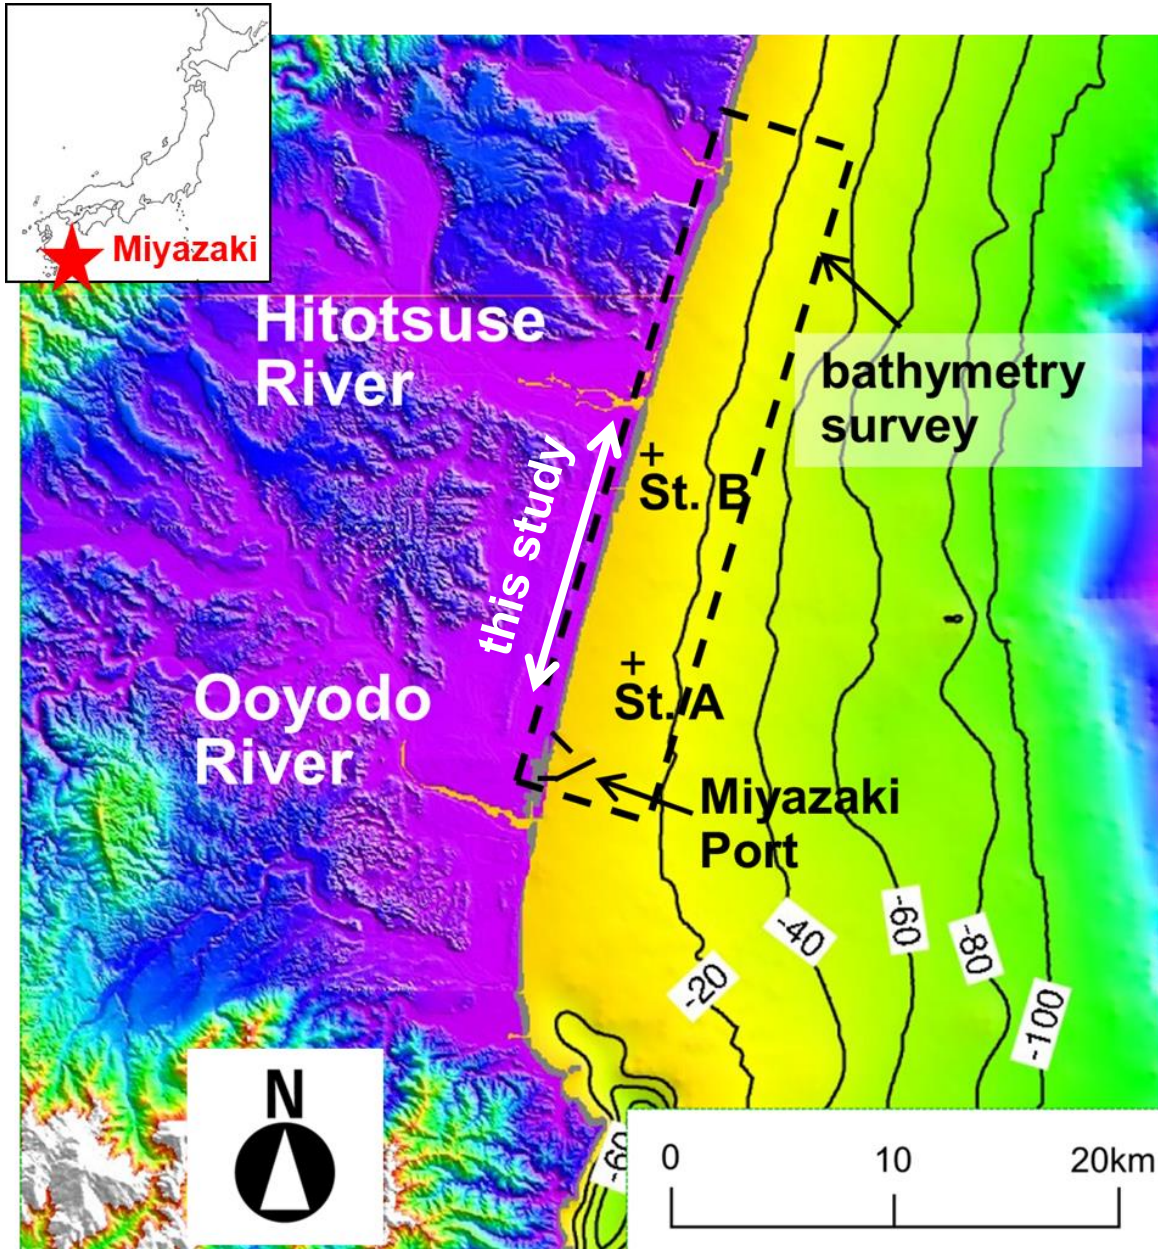 Miyazaki
Hitotsuse
River
bathymetry
survey
this study
St. B
St. A
Ooyodo
River
Miyazaki
Port
-20
-40
-60
-80
-100
-60
N
0 10 20km